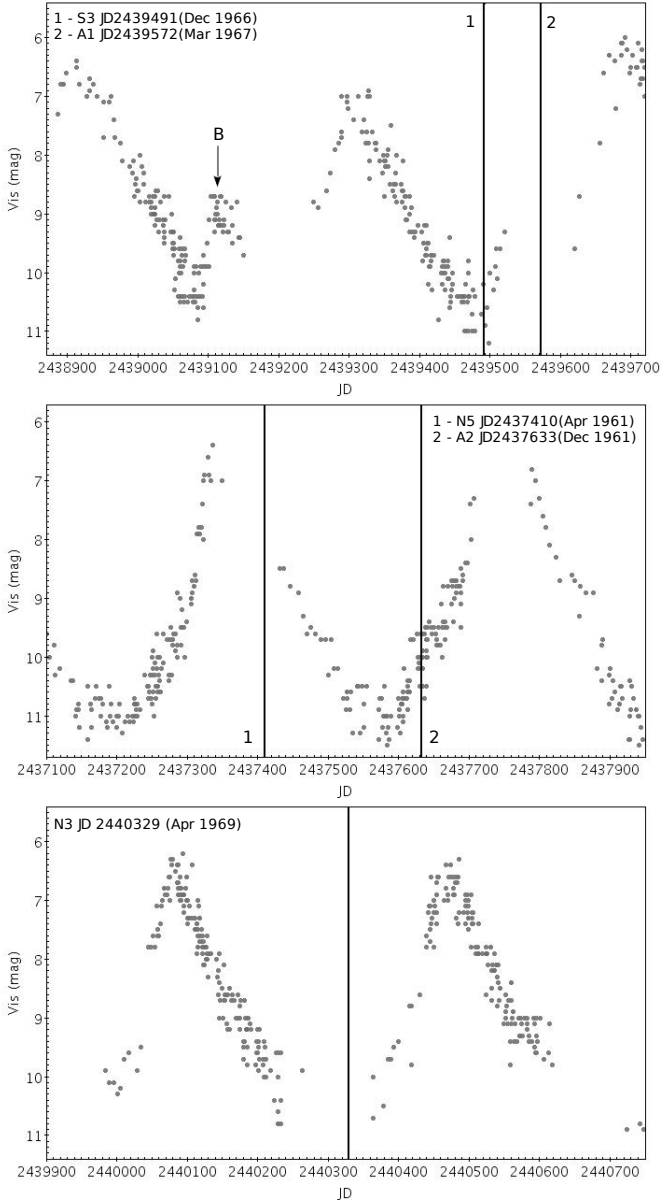 1 - S3 JD2439491(Dec 1966)
2 - A1 JD2439572(Mar 1967)
1
2
B
6
7
8
9
10
11
Vis (mag)
2438900 2439000 2439100 2439200 2439300 2439400 2439500 2439600 2439700
JD
1 - N5 JD2437410(Apr 1961)
2 - A2 JD2437633(Dec 1961)
6
7
8
9
10
11
Vis (mag)
1
2
2437100 2437200 2437300 2437400 2437500 2437600 2437700 2437800 2437900
JD
N3 JD 2440329 (Apr 1969)
6
7
8
9
10
11
Vis (mag)
2439900 2440000 2440100 2440200 2440300 2440400 2440500 2440600 2440700
JD